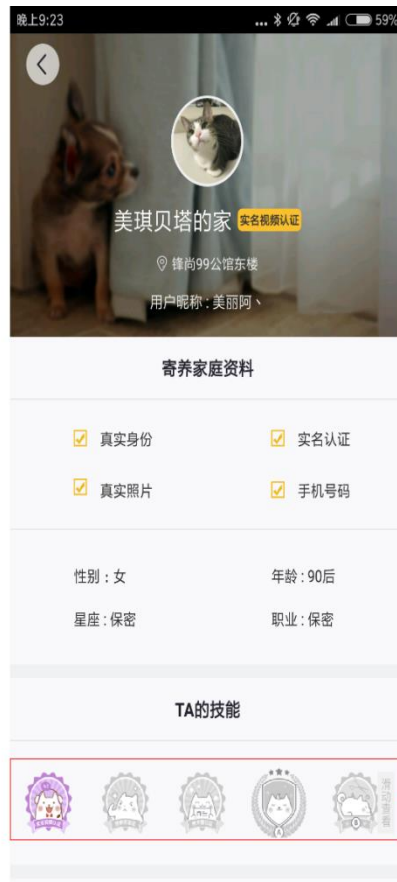 晚上9:23
59%
美琪贝塔的家 实名视频认证
锋尚99公馆东楼
用户昵称:美丽阿丶
寄养家庭资料
真实身份
实名认证
真实照片
手机号码
性别:女
年龄:90后
星座:保密
职业:保密
TA的技能
滑动查看